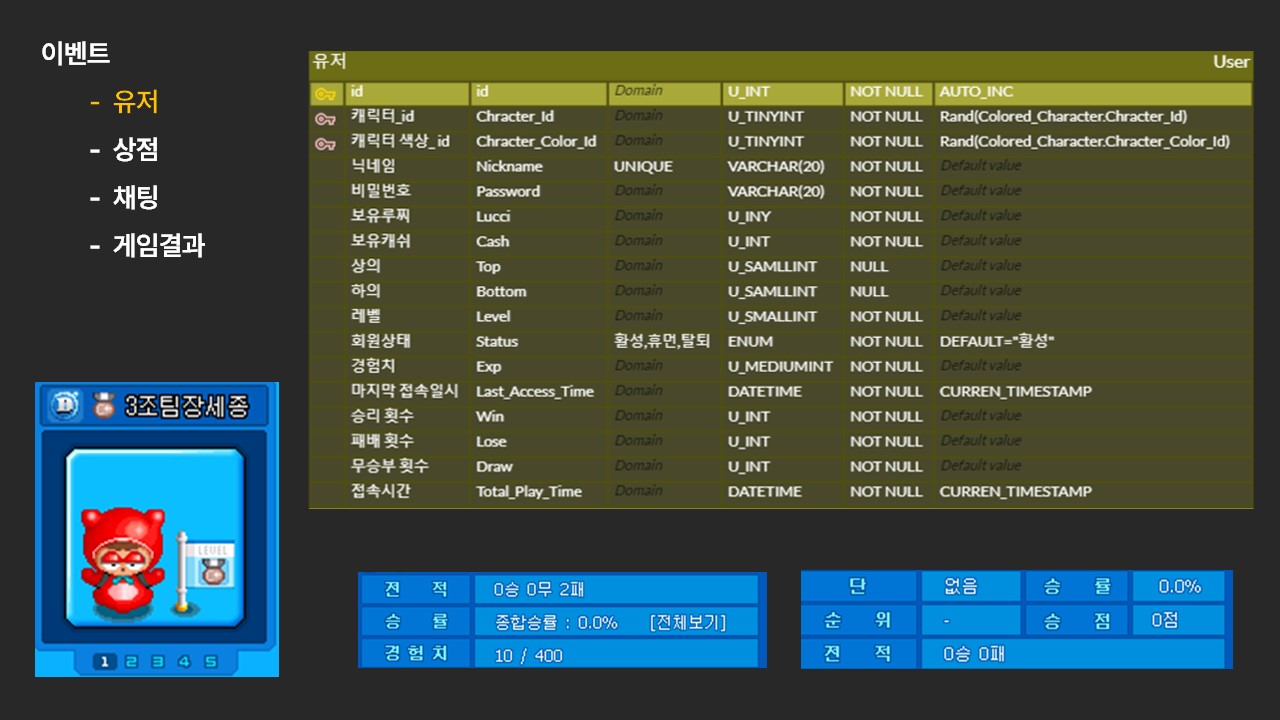 이벤트
- 유저
- 상점
- 채팅
- 게임결과
유저 User
id id Domain U_INT NOT NULL AUTO_INC
캐릭터_id Chracter_Id Domain U_TINYINT NOT NULL Rand(Colored_Character.Chracter_Id)
캐릭터 색상_id Chracter_Color_Id Domain U_TINYINT NOT NULL Rand(Colored_Character.Chracter_Color_Id)
닉네임 Nickname UNIQUE VARCHAR(20) NOT NULL Default value
비밀번호 Password Domain VARCHAR(20) NOT NULL Default value
보유루찌 Lucci Domain U_INY NOT NULL Default value
보유캐쉬 Cash Domain U_INT NOT NULL Default value
상의 Top Domain U_SAMLLINT NULL Default value
하의 Bottom Domain U_SAMLLINT NULL Default value
레벨 Level Domain U_SMALLINT NOT NULL Default value
회원상태 Status 활성,휴먼,탈퇴 ENUM NOT NULL DEFAULT="활성"
경험치 Exp Domain U_MEDIUMINT NOT NULL Default value
마지막 접속일시 Last_Access_Time Domain DATETIME NOT NULL CURREN_TIMESTAMP
승리 횟수 Win Domain U_INT NOT NULL Default value
패배 횟수 Lose Domain U_INT NOT NULL Default value
무승부 횟수 Draw Domain U_INT NOT NULL Default value
접속시간 Total_Play_Time Domain DATETIME NOT NULL CURREN_TIMESTAMP
3조팀장세종
LEVEL
1 2 3 4 5
전 적 0승 0무 2패
승 률 종합승률 : 0.0% [전체보기]
경 험 치 10 / 400
단 없음 승 률 0.0%
순 위 - 승 점 0점
전 적 0승 0패